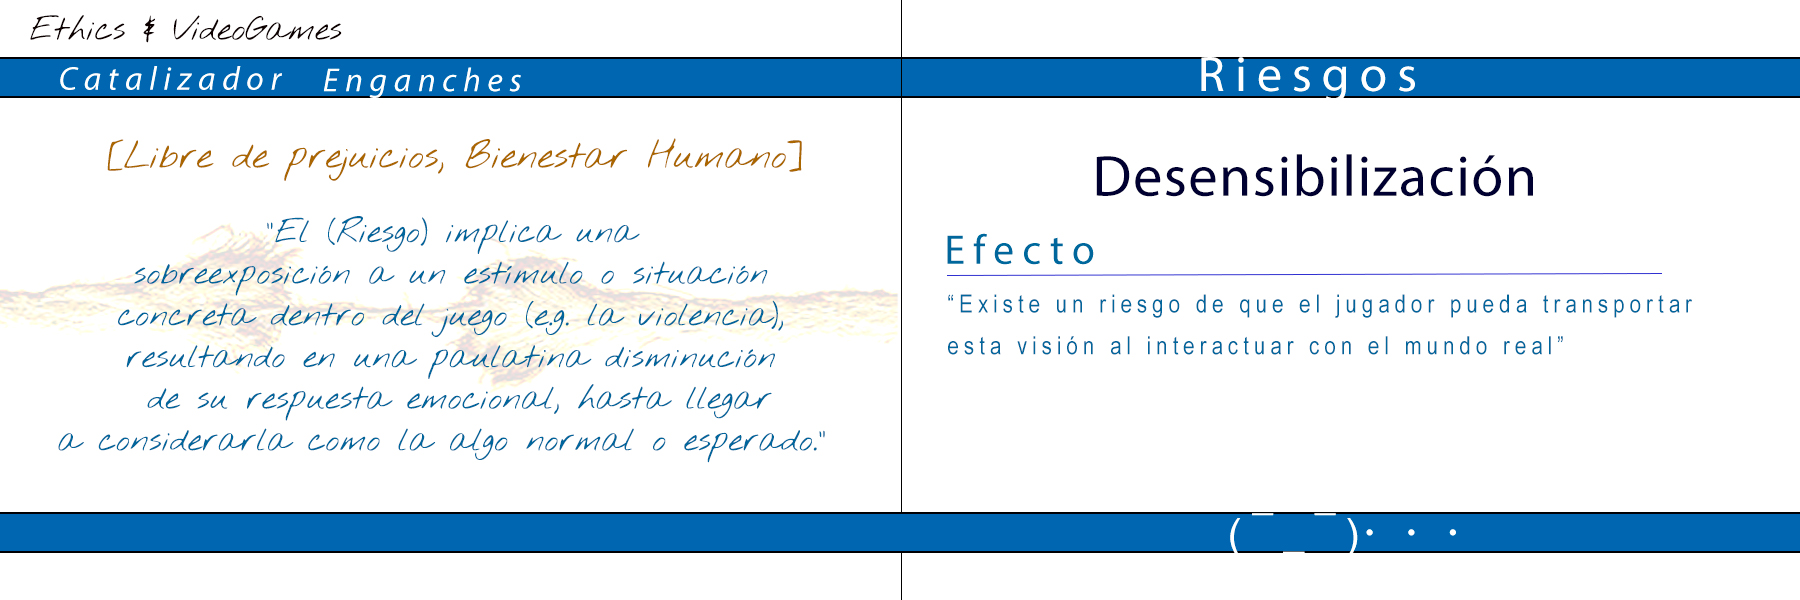 Ethics & VideoGames
Catalizador Enganches
[Libre de prejuicios, Bienestar Humano]
"El (Riesgo) implica una
sobreexposición a un estímulo o situación
concreta dentro del juego (e.g. la violencia),
resultando en una paulatina disminución
de su respuesta emocional, hasta llegar
a considerarla como la algo normal o esperado."
Riesgos
Desensibilización
Efecto
“Existe un riesgo de que el jugador pueda transportar
esta visión al interactuar con el mundo real”
(¯_¯)· · ·